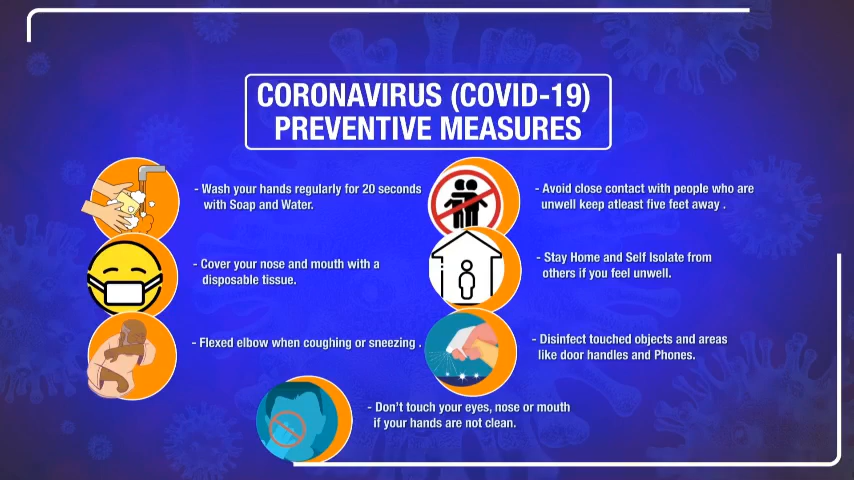 CORONAVIRUS (COVID-19)
PREVENTIVE MEASURES
- Wash your hands regularly for 20 seconds
with Soap and Water.
- Cover your nose and mouth with a
disposable tissue.
- Flexed elbow when coughing or sneezing .
- Avoid close contact with people who are
unwell keep atleast five feet away .
- Stay Home and Self Isolate from
others if you feel unwell.
- Disinfect touched objects and areas
like door handles and Phones.
- Don't touch your eyes, nose or mouth
if your hands are not clean.